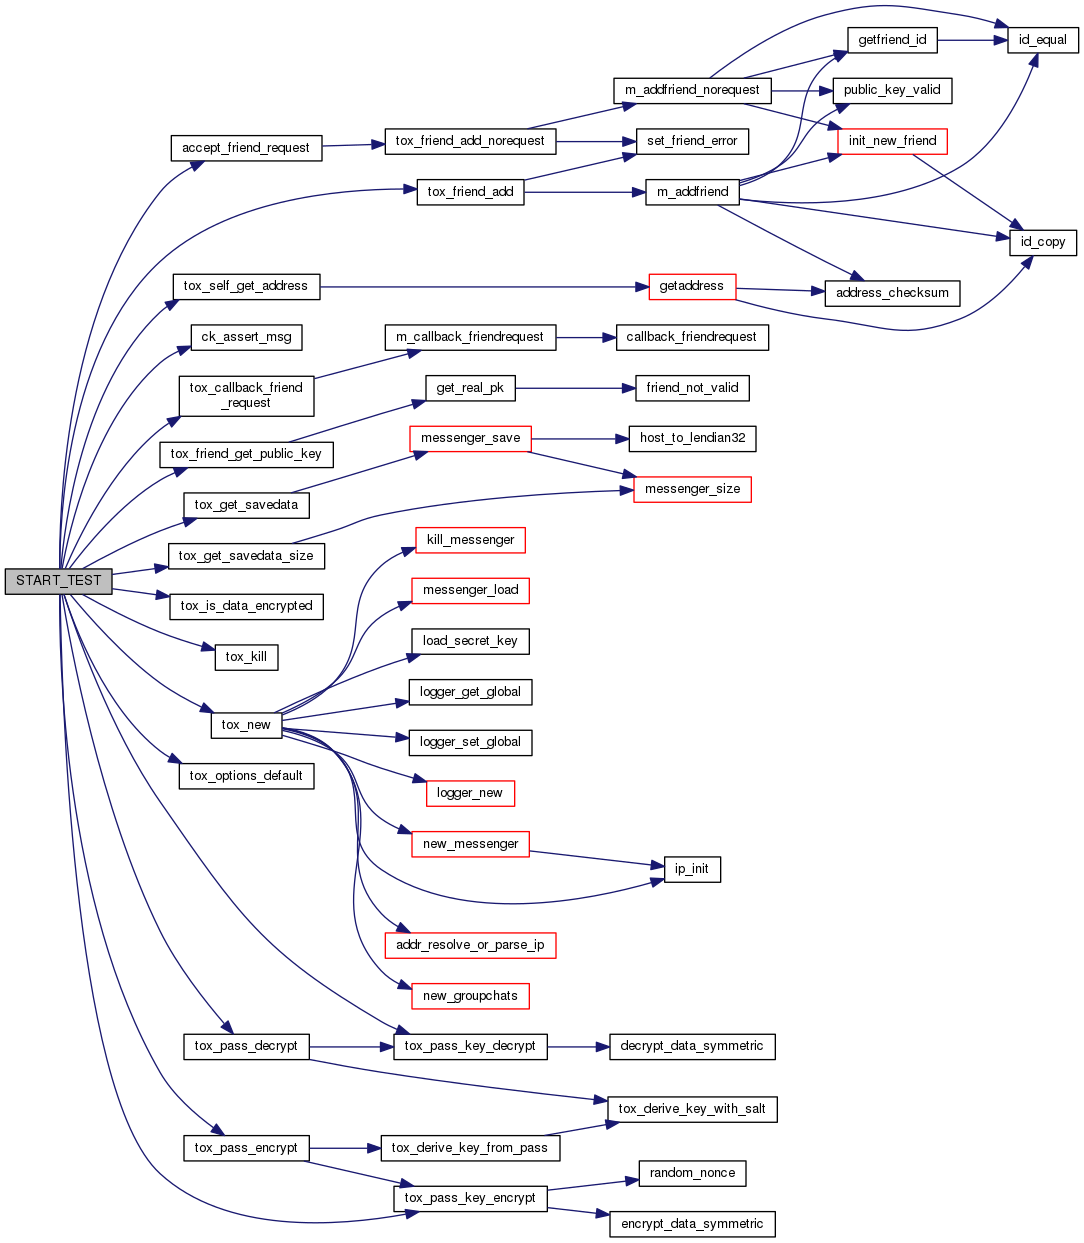 id_equal
getfriend_id
m_addfriend_norequest
public_key_valid
accept_friend_request
tox_friend_add_norequest
set_friend_error
init_new_friend
tox_friend_add
m_addfriend
id_copy
tox_self_get_address
getaddress
address_checksum
ck_assert_msg
m_callback_friendrequest
callback_friendrequest
tox_callback_friend
_request
get_real_pk
friend_not_valid
tox_friend_get_public_key
messenger_save
host_to_lendian32
tox_get_savedata
messenger_size
tox_get_savedata_size
kill_messenger
START_TEST
messenger_load
tox_is_data_encrypted
load_secret_key
tox_kill
logger_get_global
tox_new
logger_set_global
tox_options_default
logger_new
new_messenger
ip_init
addr_resolve_or_parse_ip
new_groupchats
tox_pass_decrypt
tox_pass_key_decrypt
decrypt_data_symmetric
tox_derive_key_with_salt
tox_pass_encrypt
tox_derive_key_from_pass
random_nonce
tox_pass_key_encrypt
encrypt_data_symmetric